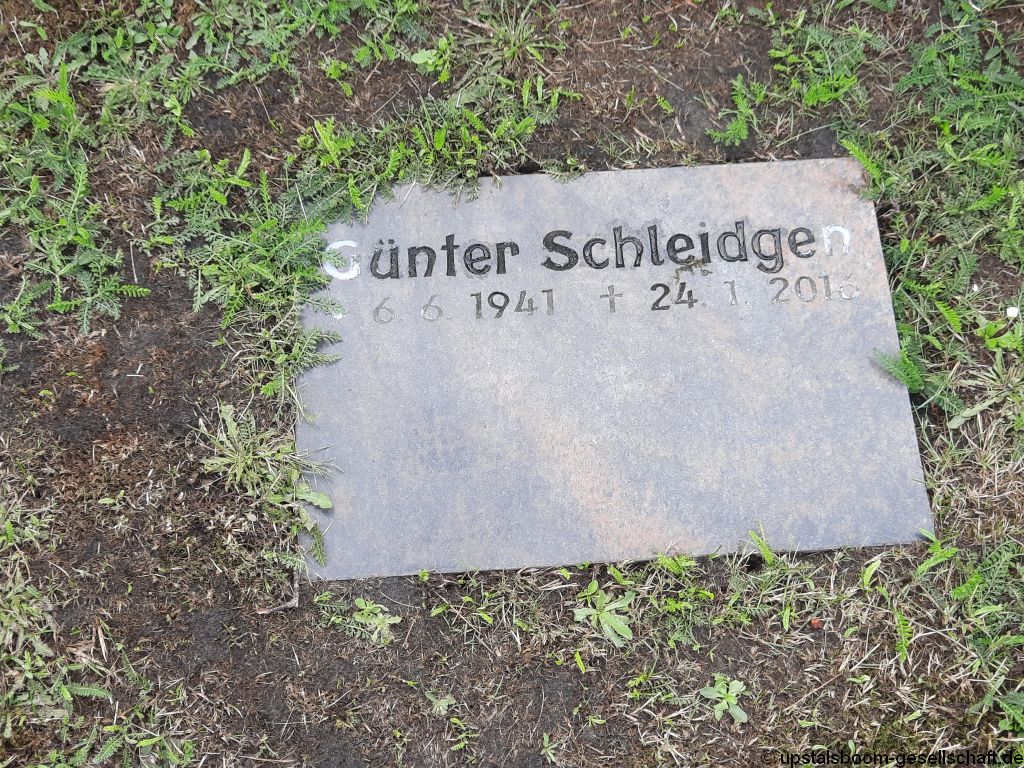 Günter Schleidgen
* 6. 6. 1941 † 24. 1. 2016
© upstalsboom-gesellschaft.de